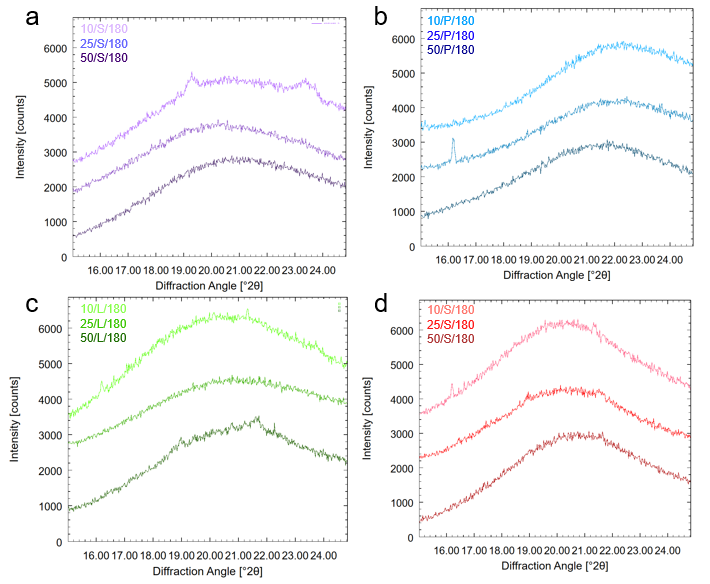 a
10/S/180
25/S/180
50/S/180
6000
5000
4000
3000
2000
1000
0
Intensity [counts]
16.00 17.00 18.00 19.00 20.00 21.00 22.00 23.00 24.00
Diffraction Angle [°2θ]
b
10/P/180
25/P/180
50/P/180
6000
5000
4000
3000
2000
1000
0
Intensity [counts]
16.00 17.00 18.00 19.00 20.00 21.00 22.00 23.00 24.00
Diffraction Angle [°2θ]
c
10/L/180
25/L/180
50/L/180
6000
5000
4000
3000
2000
1000
0
Intensity [counts]
16.00 17.00 18.00 19.00 20.00 21.00 22.00 23.00 24.00
Diffraction Angle [°2θ]
d
10/S/180
25/S/180
50/S/180
6000
5000
4000
3000
2000
1000
0
Intensity [counts]
16.00 17.00 18.00 19.00 20.00 21.00 22.00 23.00 24.00
Diffraction Angle [°2θ]